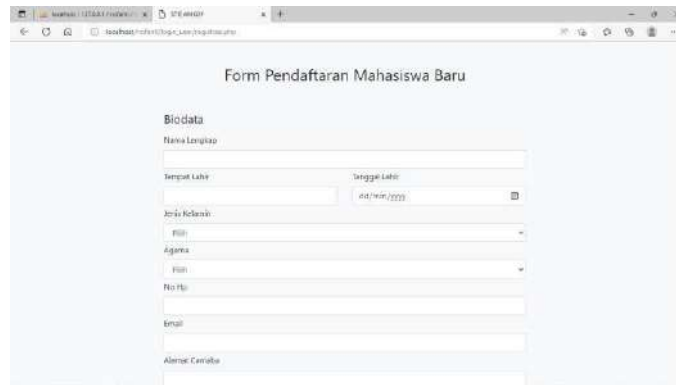 Form Pendaftaran Mahasiswa Baru
Biodata
Nama Lengkap
Tempat Lahir Tanggal Lahir
dd/mm/yyyy
Jenis Kelamin
Pilih
Agama
Pilih
No Hp
Email
Alamat Camaba